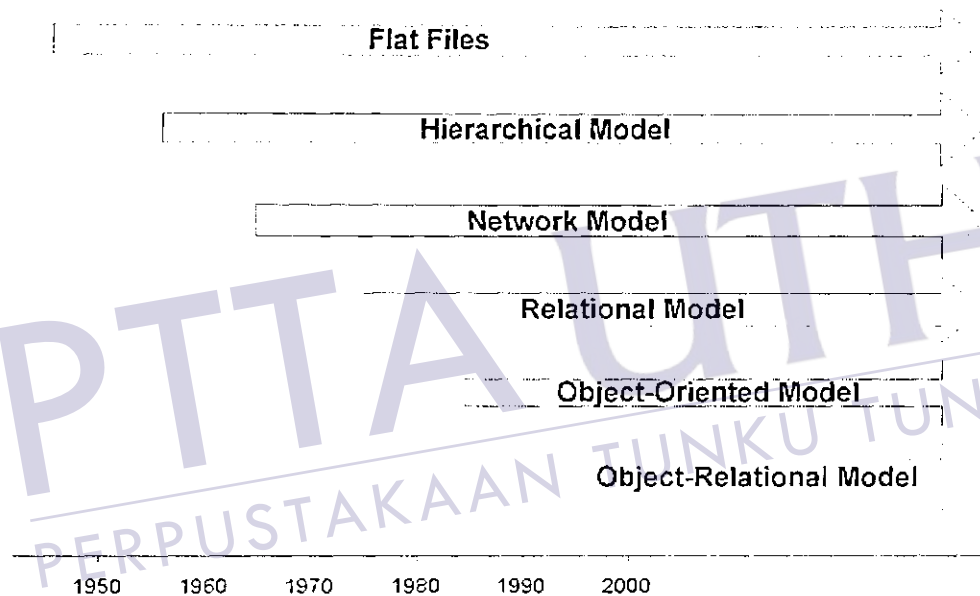 Flat Files
Hierarchical Model
Network Model
Relational Model
Object-Oriented Model
Object-Relational Model
PTTA UTH
PERPUSTAKAAN TUNKU TUN
1950 1960 1970 1980 1990 2000